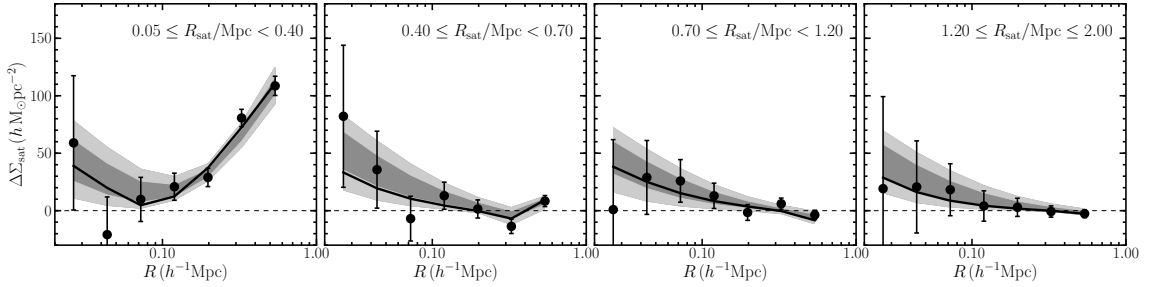 0.05 ≤ R_sat/Mpc < 0.40
0.40 ≤ R_sat/Mpc < 0.70
0.70 ≤ R_sat/Mpc < 1.20
1.20 ≤ R_sat/Mpc ≤ 2.00
ΔΣ_sat (h M_⊙pc⁻²)
150
100
50
0
0.10 1.00
0.10 1.00
0.10 1.00
0.10 1.00
R (h⁻¹Mpc)
R (h⁻¹Mpc)
R (h⁻¹Mpc)
R (h⁻¹Mpc)